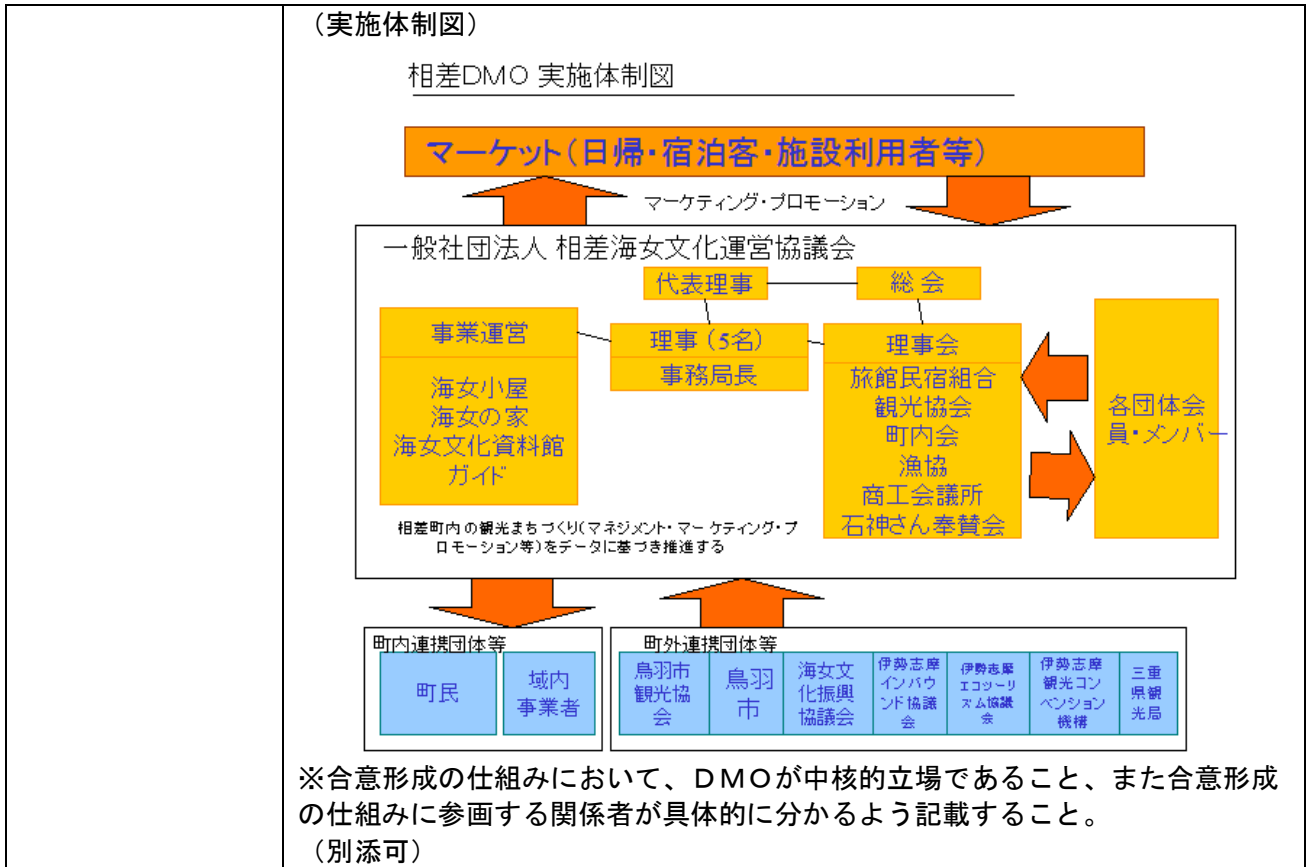 （実施体制図）
相差DMO 実施体制図
マーケット（日帰・宿泊客・施設利用者等）
マーケティング・プロモーション
一般社団法人 相差海女文化運営協議会
代表理事
総会
事業運営
海女小屋
海女の家
海女文化資料館
ガイド
理事（5名）
事務局長
理事会
旅館民宿組合
観光協会
町内会
漁協
商工会議所
石神さん奉賛会
各団体会
員・メンバー
相差町内の観光まちづくり（マネジメント・マーケティング・プ
ロモーション等）をデータに基づき推進する
町内連携団体等
町民
域内
事業者
町外連携団体等
鳥羽市
観光協
会
鳥羽
市
海女文
化振興
協議会
伊勢志摩
インバウ
ンド協議
会
伊勢志摩
エコツーリ
ズム協議
会
伊勢志摩
観光コン
ベンション
機構
三重
県観
光局
※合意形成の仕組みにおいて、ＤＭＯが中核的立場であること、また合意形成
の仕組みに参画する関係者が具体的に分かるよう記載すること。
（別添可）